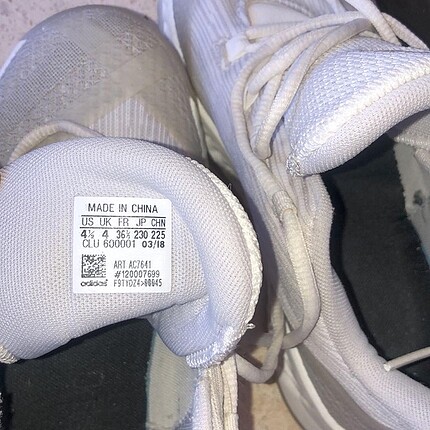 MADE IN CHINA
US UK FR JP CHN
4½ 4 36⅔ 230 225
CLU 600001 03/18
ART AC7641
#120007699
adidas